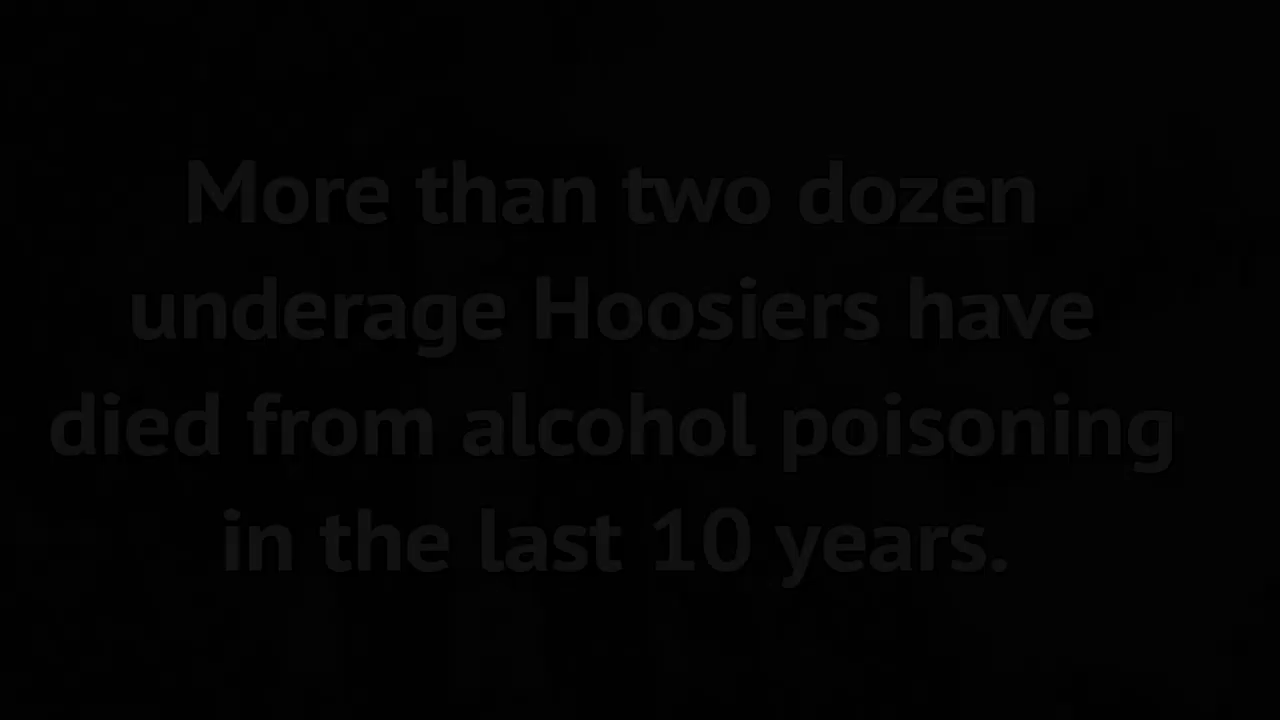 More than two dozen
underage Hoosiers have
died from alcohol poisoning
in the last 10 years.